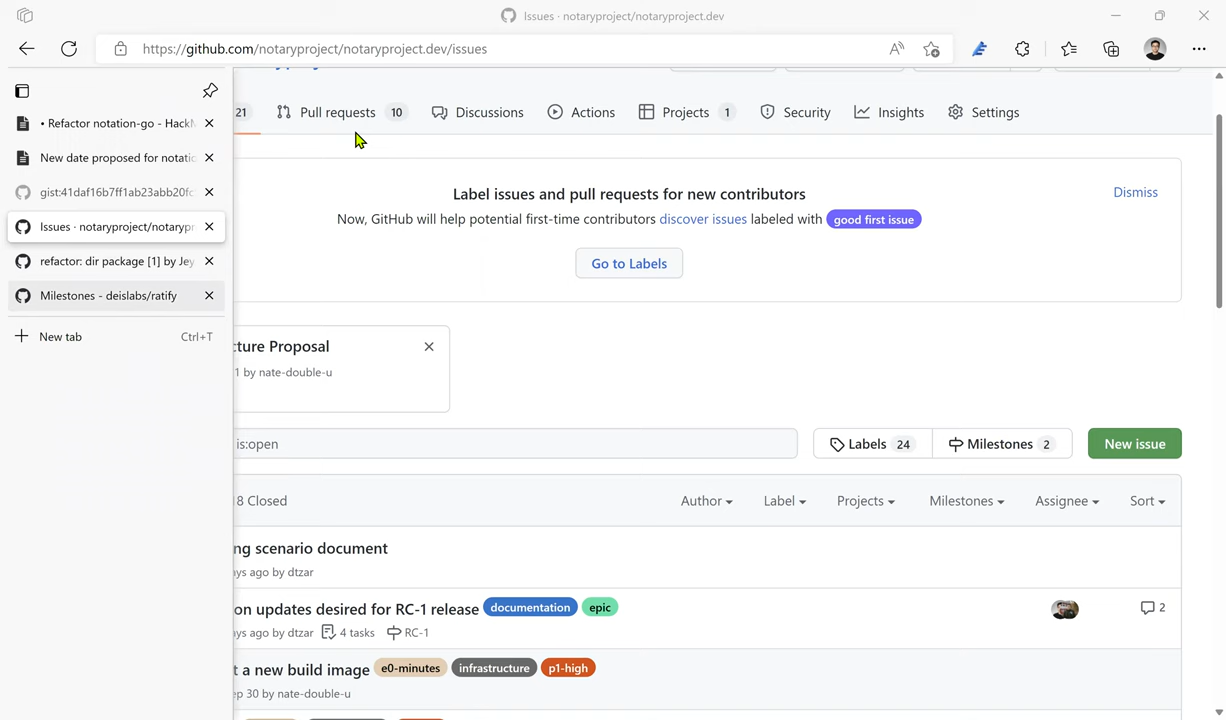 Issues · notaryproject/notaryproject.dev
https://github.com/notaryproject/notaryproject.dev/issues
• Refactor notation-go - Hack
New date proposed for notati
gist:41daf16b7ff1ab23abb20f
Issues · notaryproject/notarypr
refactor: dir package [1] by Jey
Milestones - deislabs/ratify
New tab Ctrl+T
21 Pull requests 10 Discussions Actions Projects 1 Security Insights Settings
Label issues and pull requests for new contributors
Dismiss
Now, GitHub will help potential first-time contributors discover issues labeled with good first issue
Go to Labels
cture Proposal
1 by nate-double-u
is:open
Labels 24 Milestones 2 New issue
8 Closed Author Label Projects Milestones Assignee Sort
ng scenario document
ays ago by dtzar
on updates desired for RC-1 release documentation epic
2
ays ago by dtzar 4 tasks RC-1
t a new build image e0-minutes infrastructure p1-high
ep 30 by nate-double-u